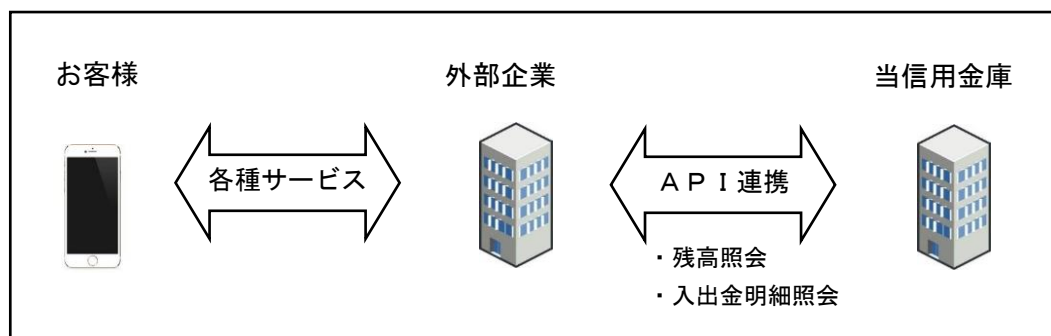 お客様
外部企業
当信用金庫
各種サービス
ＡＰＩ連携
・残高照会
・入出金明細照会